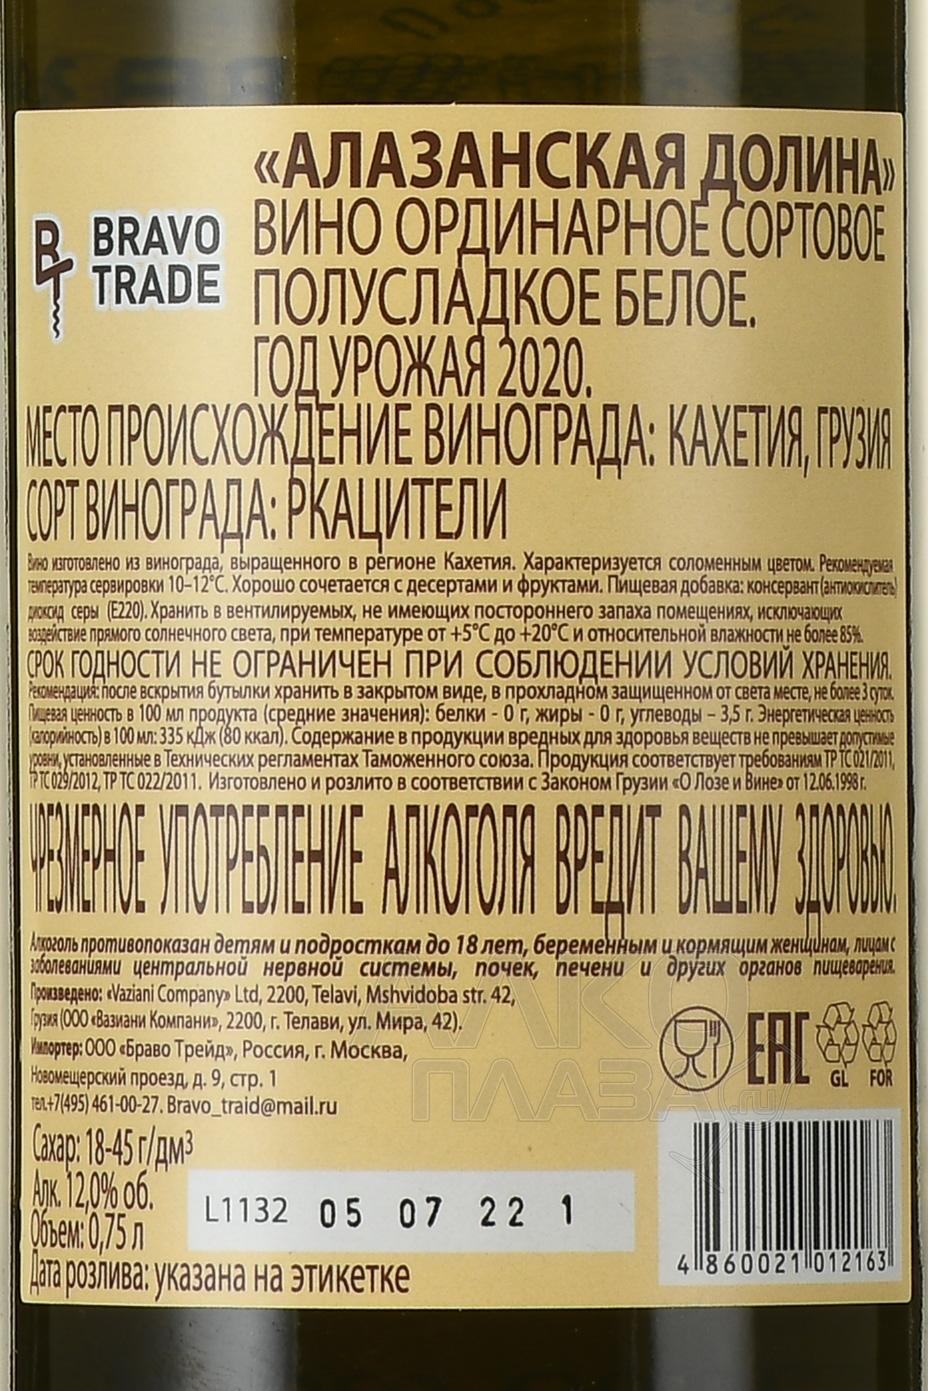 «АЛАЗАНСКАЯ ДОЛИНА»
BRAVO
TRADE
ВИНО ОРДИНАРНОЕ СОРТОВОЕ
ПОЛУСЛАДКОЕ БЕЛОЕ.
ГОД УРОЖАЯ 2020.
МЕСТО ПРОИСХОЖДЕНИЕ ВИНОГРАДА: КАХЕТИЯ, ГРУЗИЯ
СОРТ ВИНОГРАДА: РКАЦИТЕЛИ
Вино изготовлено из винограда, выращенного в регионе Кахетия. Характеризуется соломенным цветом. Рекомендуемая
температура сервировки 10–12°С. Хорошо сочетается с десертами и фруктами. Пищевая добавка: консервант (антиокислитель)
диоксид серы (Е220). Хранить в вентилируемых, не имеющих постороннего запаха помещениях, исключающих
воздействие прямого солнечного света, при температуре от +5°С до +20°С и относительной влажности не более 85%.
СРОК ГОДНОСТИ НЕ ОГРАНИЧЕН ПРИ СОБЛЮДЕНИИ УСЛОВИЙ ХРАНЕНИЯ.
Рекомендация: после вскрытия бутылки хранить в закрытом виде, в прохладном защищенном от света месте, не более 3 суток.
Пищевая ценность в 100 мл продукта (средние значения): белки - 0 г, жиры - 0 г, углеводы – 3,5 г. Энергетическая ценность
(калорийность) в 100 мл: 335 кДж (80 ккал). Содержание в продукции вредных для здоровья веществ не превышает допустимые
уровни, установленные в Технических регламентах Таможенного союза. Продукция соответствует требованиям ТР ТС 021/2011,
ТР ТС 029/2012, ТР ТС 022/2011. Изготовлено и розлито в соответствии с Законом Грузии «О Лозе и Вине» от 12.06.1998 г.
ЧРЕЗМЕРНОЕ УПОТРЕБЛЕНИЕ АЛКОГОЛЯ ВРЕДИТ ВАШЕМУ ЗДОРОВЬЮ.
Алкоголь противопоказан детям и подросткам до 18 лет, беременным и кормящим женщинам, лицам с
заболеваниями центральной нервной системы, почек, печени и других органов пищеварения.
Произведено: «Vaziani Company» Ltd, 2200, Telavi, Mshvidoba str. 42,
Грузия (ООО «Вазиани Компани», 2200, г. Телави, ул. Мира, 42).
Импортер: ООО «Браво Трейд», Россия, г. Москва,
Новомещерский проезд, д. 9, стр. 1
тел.+7(495) 461-00-27. Bravo_traid@mail.ru
EAC
GL FOR
АЛКО
ПЛАЗА.ru
Сахар: 18-45 г/дм³
Алк. 12,0% об.
Объем: 0,75 л
L1132 05 07 22 1
Дата розлива: указана на этикетке
4 860021 012163